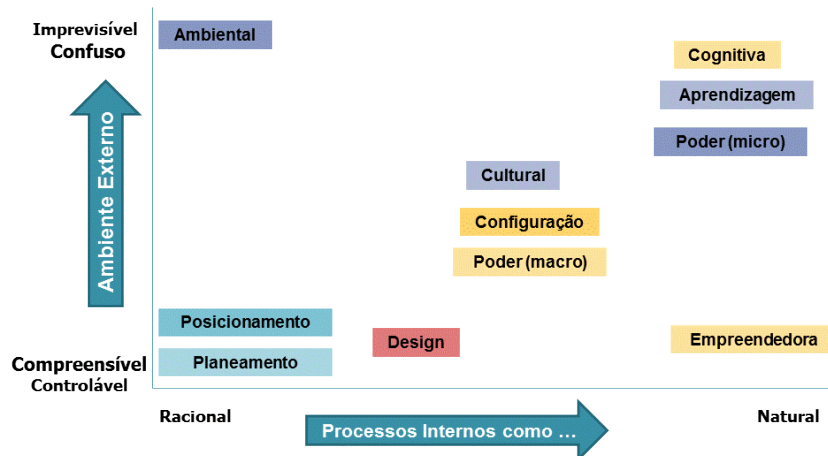 Imprevisível
Confuso
Ambiental
Cognitiva
Aprendizagem
Poder (micro)
Cultural
Configuração
Poder (macro)
Ambiente Externo
Posicionamento
Design
Empreendedora
Planeamento
Compreensível
Controlável
Racional
Processos Internos como ...
Natural